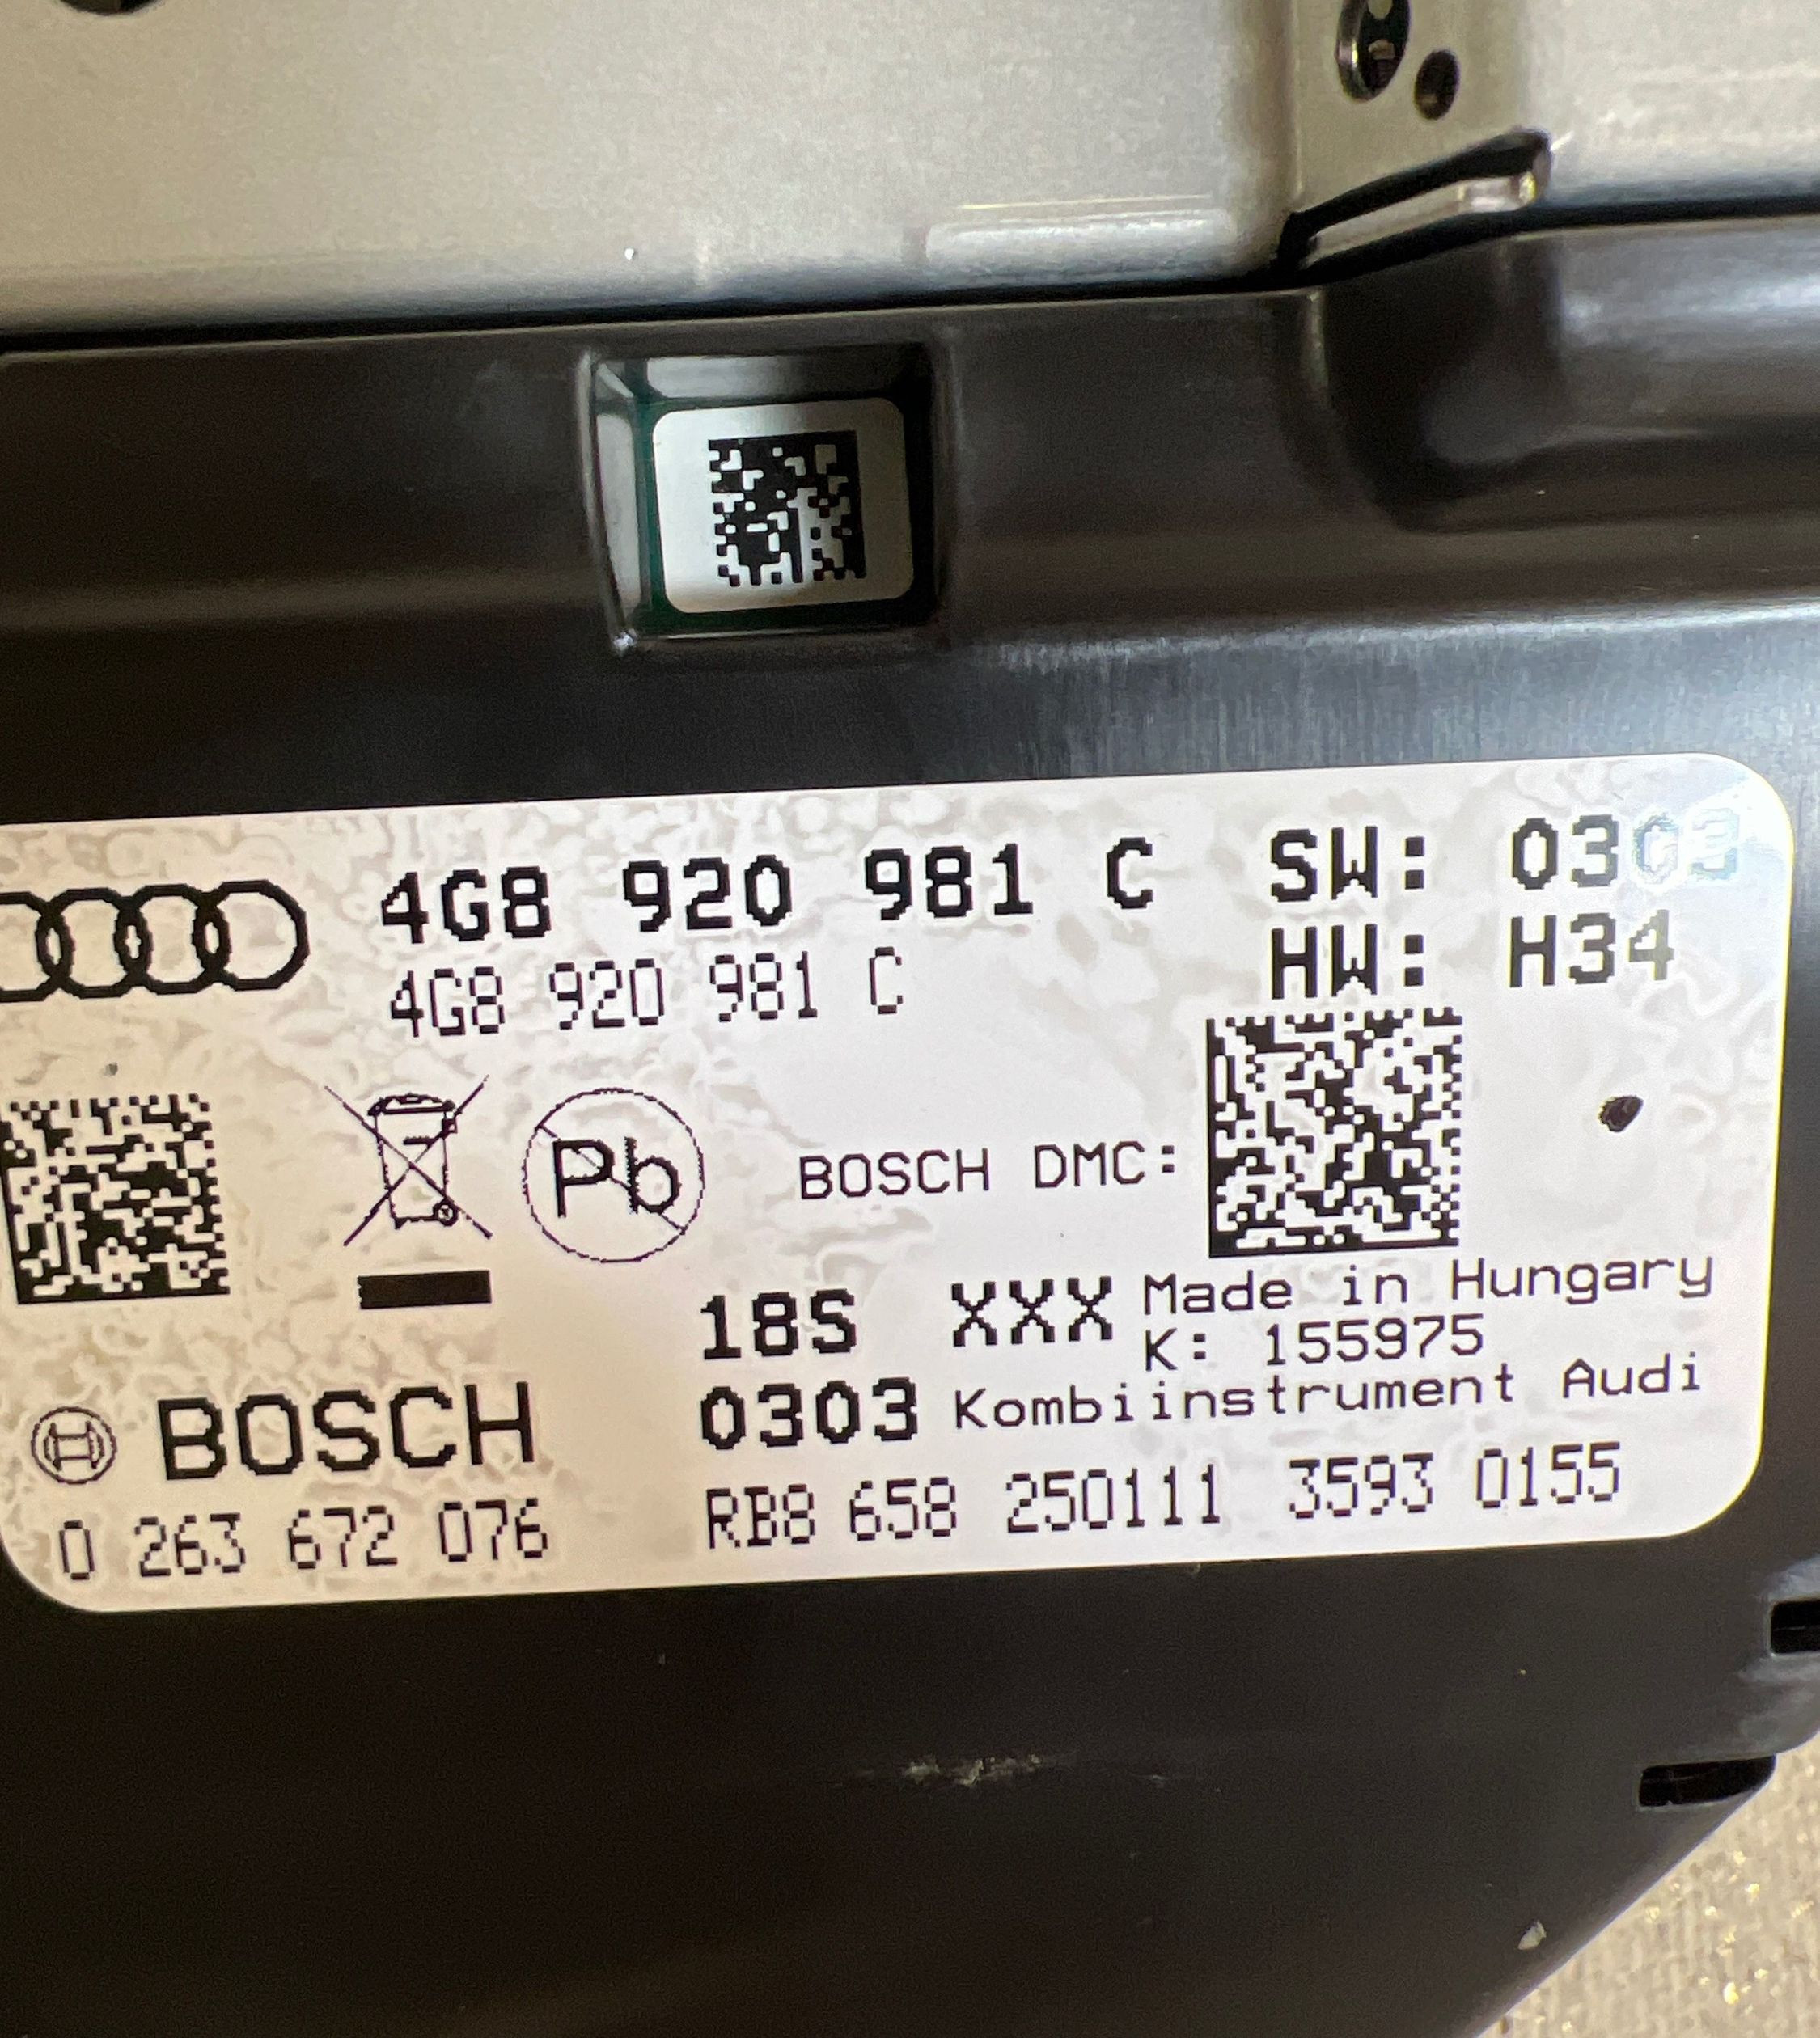 4G8 920 981 C SW: 0303
4G8 920 981 C HW: H34
Pb BOSCH DMC:
18S XXX Made in Hungary
K: 155975
BOSCH 0303 Kombiinstrument Audi
0 263 672 076 RB8 658 250111 3593 0155